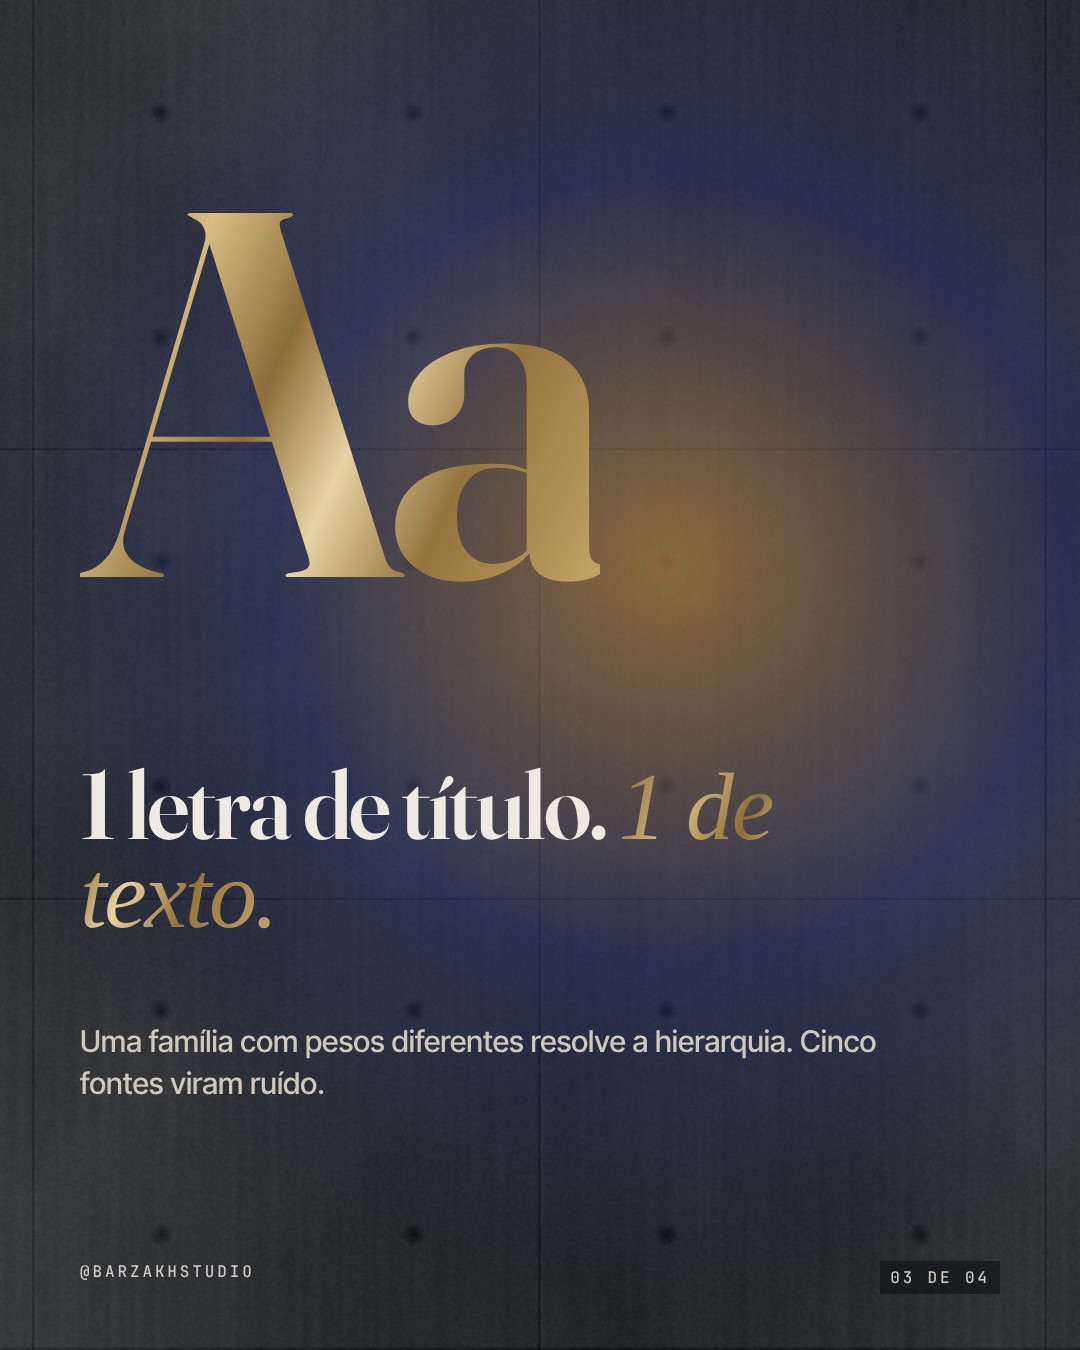 Aa
1 letra de título. 1 de
texto.
Uma família com pesos diferentes resolve a hierarquia. Cinco
fontes viram ruído.
@BARZAKHSTUDIO
03 DE 04